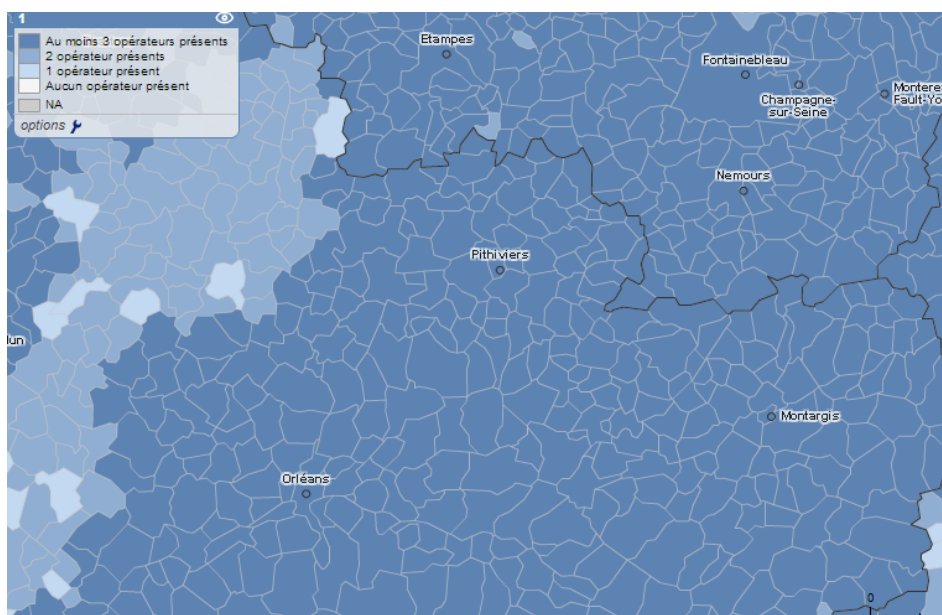 1
Au moins 3 opérateurs présents
2 opérateurs présents
1 opérateur présent
Aucun opérateur présent
NA
options
Etampes
Fontainebleau
Champagne-
sur-Seine
Montere
Fault-Yo
Nemours
Pithiviers
lun
Montargis
Orléans
0